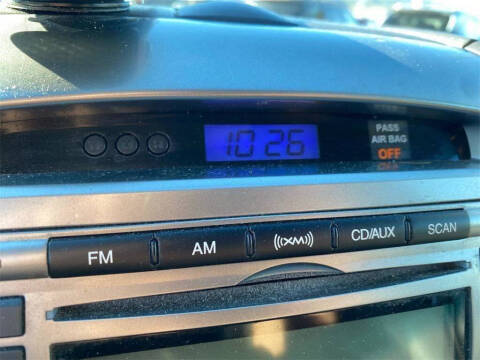 10 26
PASS
AIR BAG
OFF
FM AM XM CD/AUX SCAN